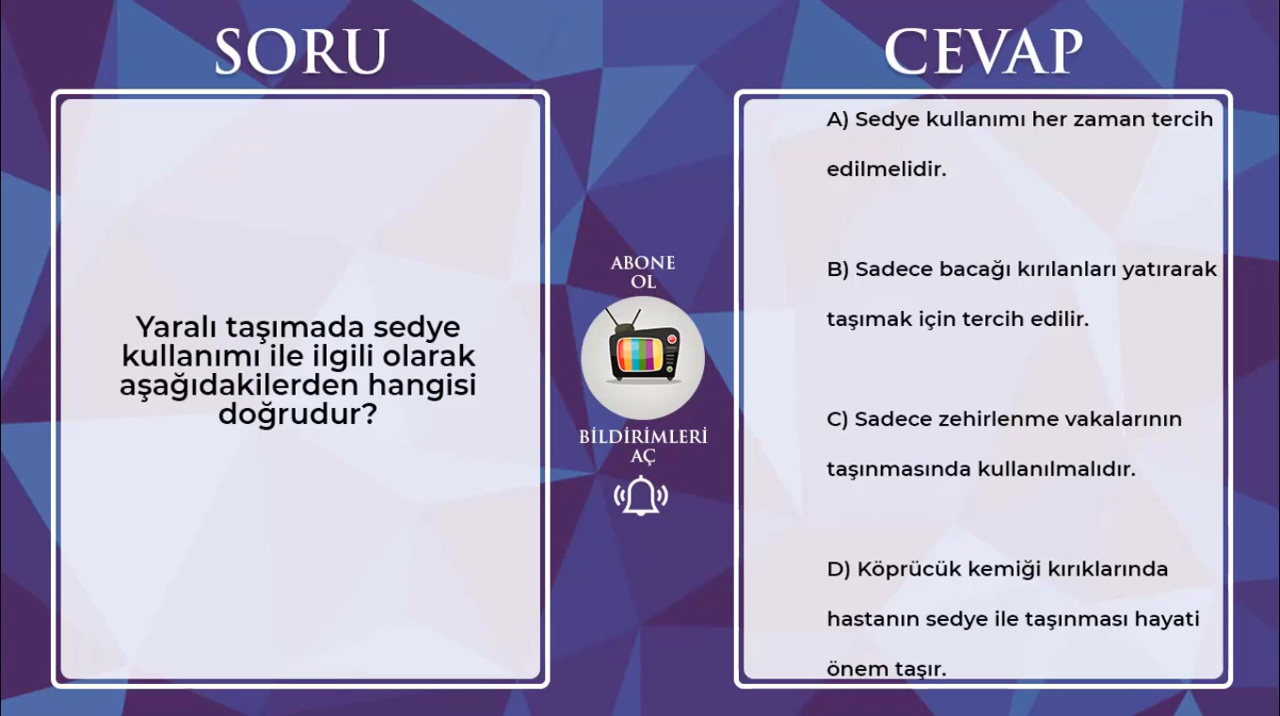 SORU
Yaralı taşımada sedye
kullanımı ile ilgili olarak
aşağıdakilerden hangisi
doğrudur?
ABONE
OL
BİLDİRİMLERİ
AÇ
CEVAP
A) Sedye kullanımı her zaman tercih
edilmelidir.
B) Sadece bacağı kırılanları yatırarak
taşımak için tercih edilir.
C) Sadece zehirlenme vakalarının
taşınmasında kullanılmalıdır.
D) Köprücük kemiği kırıklarında
hastanın sedye ile taşınması hayati
önem taşır.